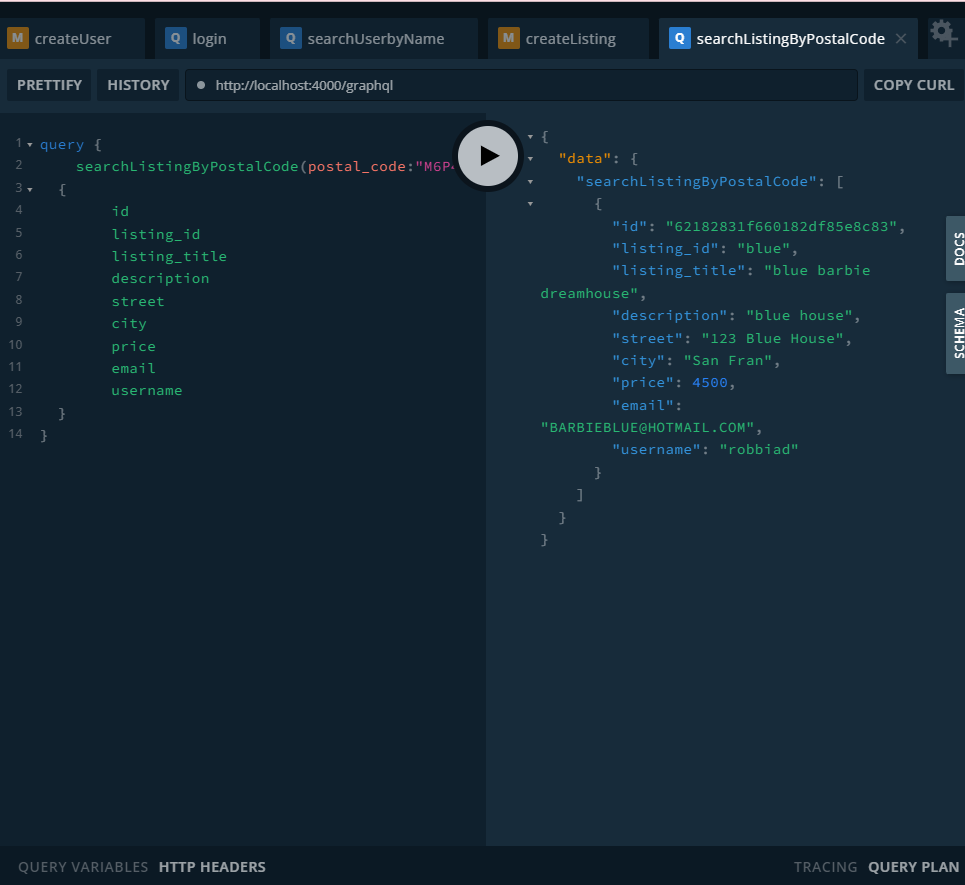 M createUser Q login Q searchUserbyName M createListing Q searchListingByPostalCode
PRETTIFY HISTORY http://localhost:4000/graphql COPY CURL
1 query {
2 searchListingByPostalCode(postal_code:"M6P
3 {
4 id
5 listing_id
6 listing_title
7 description
8 street
9 city
10 price
11 email
12 username
13 }
14 }
{
"data": {
"searchListingByPostalCode": [
{
"id": "62182831f660182df85e8c83",
"listing_id": "blue",
"listing_title": "blue barbie
dreamhouse",
"description": "blue house",
"street": "123 Blue House",
"city": "San Fran",
"price": 4500,
"email":
"BARBIEBLUE@HOTMAIL.COM",
"username": "robbiad"
}
]
}
}
DOCS
SCHEMA
QUERY VARIABLES HTTP HEADERS TRACING QUERY PLAN